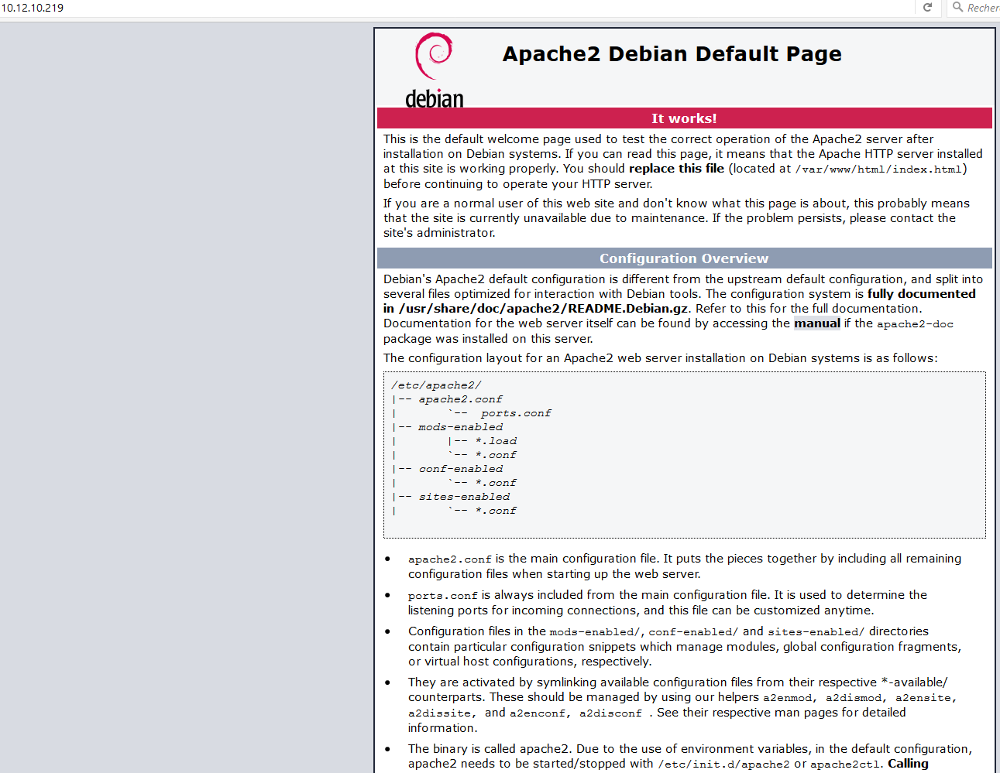 10.12.10.219
Recher
debian
Apache2 Debian Default Page
It works!
This is the default welcome page used to test the correct operation of the Apache2 server after
installation on Debian systems. If you can read this page, it means that the Apache HTTP server installed
at this site is working properly. You should replace this file (located at /var/www/html/index.html)
before continuing to operate your HTTP server.
If you are a normal user of this web site and don't know what this page is about, this probably means
that the site is currently unavailable due to maintenance. If the problem persists, please contact the
site's administrator.
Configuration Overview
Debian's Apache2 default configuration is different from the upstream default configuration, and split into
several files optimized for interaction with Debian tools. The configuration system is fully documented
in /usr/share/doc/apache2/README.Debian.gz. Refer to this for the full documentation.
Documentation for the web server itself can be found by accessing the manual if the apache2-doc
package was installed on this server.
The configuration layout for an Apache2 web server installation on Debian systems is as follows:
/etc/apache2/
|-- apache2.conf
|       `--  ports.conf
|-- mods-enabled
|       |-- *.load
|       `-- *.conf
|-- conf-enabled
|       `-- *.conf
|-- sites-enabled
|       `-- *.conf
• apache2.conf is the main configuration file. It puts the pieces together by including all remaining
configuration files when starting up the web server.
• ports.conf is always included from the main configuration file. It is used to determine the
listening ports for incoming connections, and this file can be customized anytime.
• Configuration files in the mods-enabled/, conf-enabled/ and sites-enabled/ directories
contain particular configuration snippets which manage modules, global configuration fragments,
or virtual host configurations, respectively.
• They are activated by symlinking available configuration files from their respective *-available/
counterparts. These should be managed by using our helpers a2enmod, a2dismod, a2ensite,
a2dissite, and a2enconf, a2disconf . See their respective man pages for detailed
information.
• The binary is called apache2. Due to the use of environment variables, in the default configuration,
apache2 needs to be started/stopped with /etc/init.d/apache2 or apache2ctl. Calling